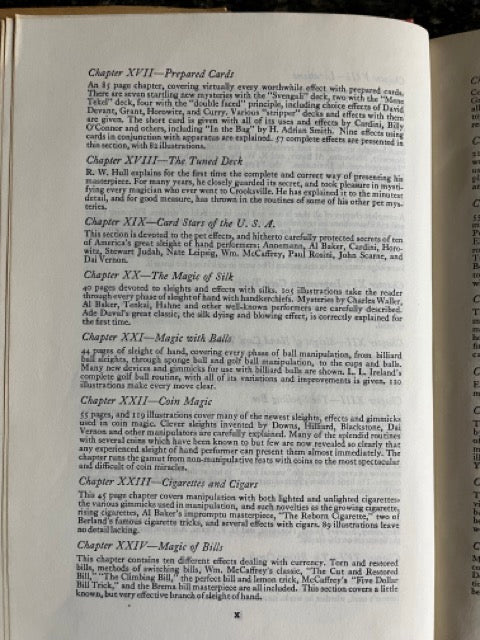 Chapter XVII—Prepared Cards
An 85 page chapter, covering virtually every worthwhile effect with prepared cards.
There are seven startling new mysteries with the "Svengali" deck, two with the "Mene
Tekel" deck, four with the "double faced" principle, including choice effects of David
Devant, Grant, Horowitz, and Curry. Various "stripper" decks and effects with them
are given. The short card is given with all of its uses and effects by Cardini, Billy
O'Connor and others, including "In the Bag" by H. Adrian Smith. Nine effects using
cards in conjunction with apparatus are explained. 57 complete effects are presented in
this section, with 82 illustrations.
Chapter XVIII—The Tuned Deck
R. W. Hull explains for the first time the complete and correct way of presenting his
masterpiece. For many years, he closely guarded its secret, and took pleasure in mysti-
fying every magician who ever went to Crooksville. He has explained it to the minutest
detail, and for good measure, has thrown in the routines of some of his other pet mys-
teries.
Chapter XIX—Card Stars of the U. S. A.
This section is devoted to the pet effects, and hitherto carefully protected secrets of ten
of America's great sleight of hand performers; Annemann, Al Baker, Cardini, Horo-
witz, Stewart Judah, Nate Leipzig, Wm. McCaffrey, Paul Rosini, John Scarne, and
Dai Vernon.
Chapter XX—The Magic of Silk
40 pages devoted to sleights and effects with silks. 105 illustrations take the reader
through every phase of sleight of hand with handkerchiefs. Mysteries by Charles Waller,
Al Baker, Tenkai, Hahne and other well-known performers are carefully described.
Ade Duval's great classic, the silk dying and blowing effect, is correctly explained for
the first time.
Chapter XXI—Magic with Balls
44 pages of sleight of hand, covering every phase of ball manipulation, from billiard
ball sleights, through sponge ball and golf ball manipulation, to the cups and balls.
Many new devices and gimmicks for use with billiard balls are shown. L. L. Ireland's
complete golf ball routine, with all of its variations and improvements is given. 110
illustrations make every move clear.
Chapter XXII—Coin Magic
55 pages, and 119 illustrations cover many of the newest sleights, effects and gimmicks
used in coin magic. Clever sleights invented by Downs, Hilliard, Blackstone, Dai
Vernon and other manipulators are carefully explained. Many of the splendid routines
with several coins which have been known to but few are now revealed so clearly that
any experienced sleight of hand performer can present them almost immediately. The
chapter runs the gamut from non-manipulative feats with coins to the most spectacular
and difficult of coin miracles.
Chapter XXIII—Cigarettes and Cigars
This 45 page chapter covers manipulation with both lighted and unlighted cigarettes—
the various gimmicks used in manipulation, and such novelties as the growing cigarette,
rising cigarettes, Al Baker's impromptu masterpiece, "The Reborn Cigarette," two of
Berland's famous cigarette tricks, and several effects with cigars. 89 illustrations leave
no detail lacking.
Chapter XXIV—Magic of Bills
This chapter contains ten different effects dealing with currency. Torn and restored
bills, methods of switching bills, Wm. McCaffrey's classic, "The Cut and Restored
Bill," "The Climbing Bill," the perfect bill and lemon trick, McCaffrey's "Five Dollar
Bill Trick," and the Brema bill masterpiece are all included. This section covers a little
known, but very effective branch of sleight of hand.
x